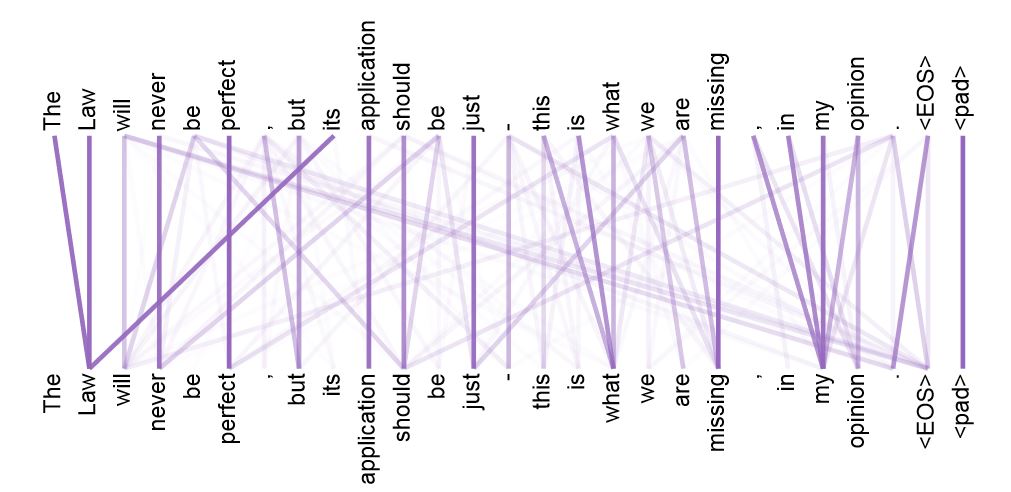 The Law will never be perfect , but its application should be just - this is what we are missing , in my opinion . <EOS> <pad>
The Law will never be perfect , but its application should be just - this is what we are missing , in my opinion . <EOS> <pad>